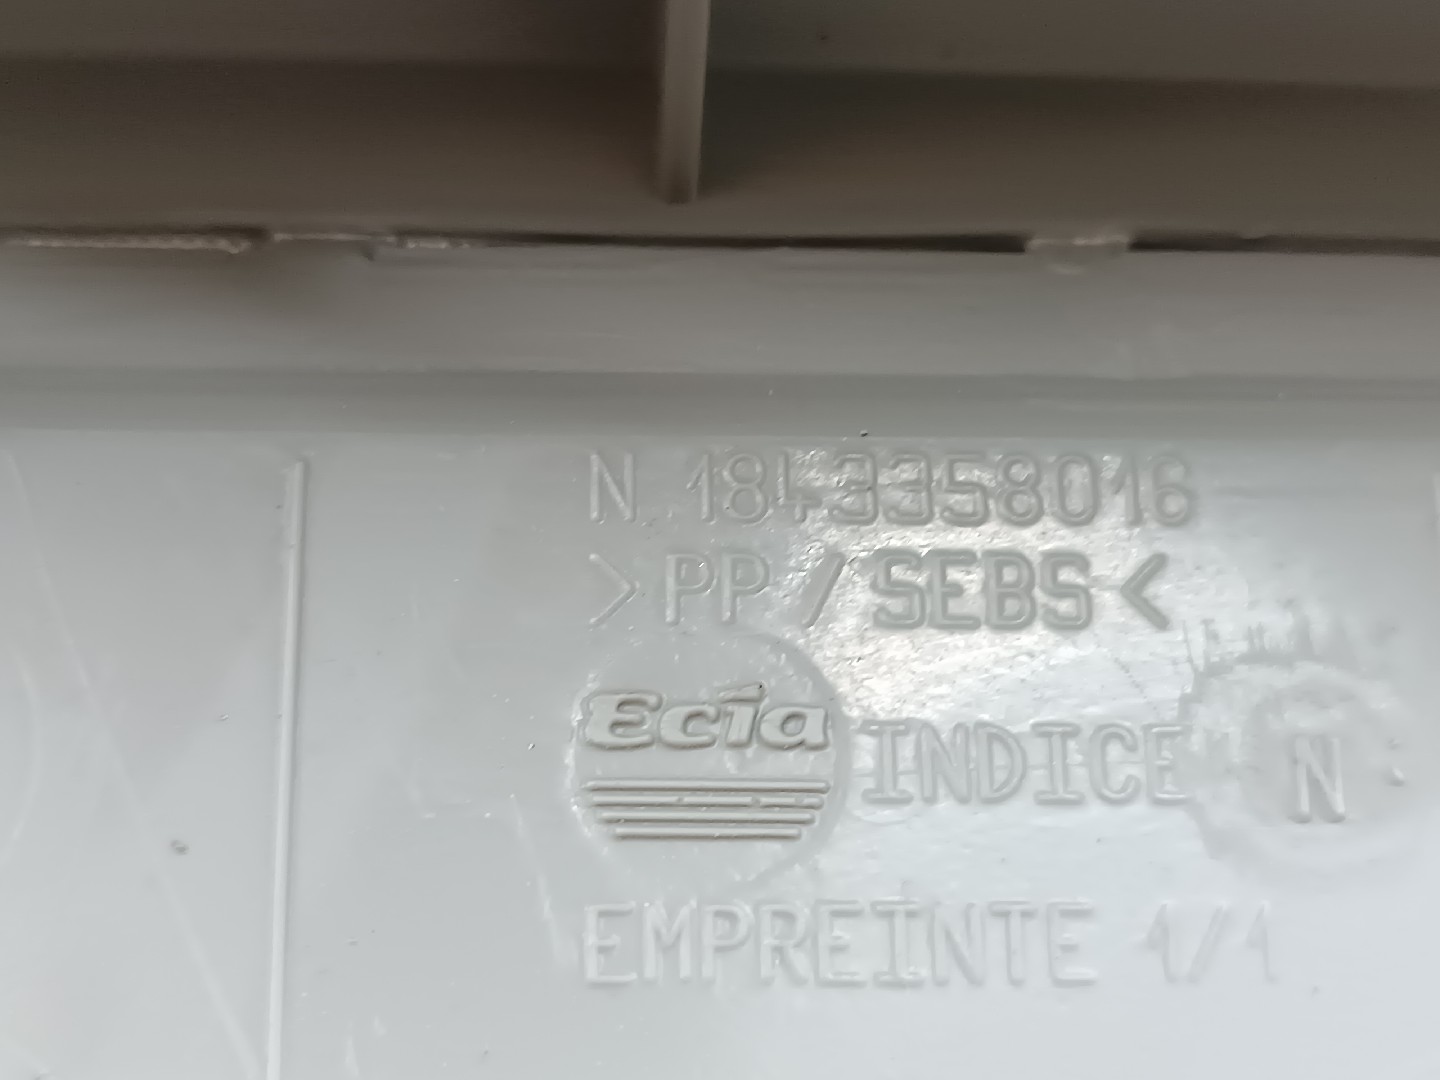 N 1843358016
>PP/SEBS<
Ecia
INDICE N
EMPREINTE 1/1